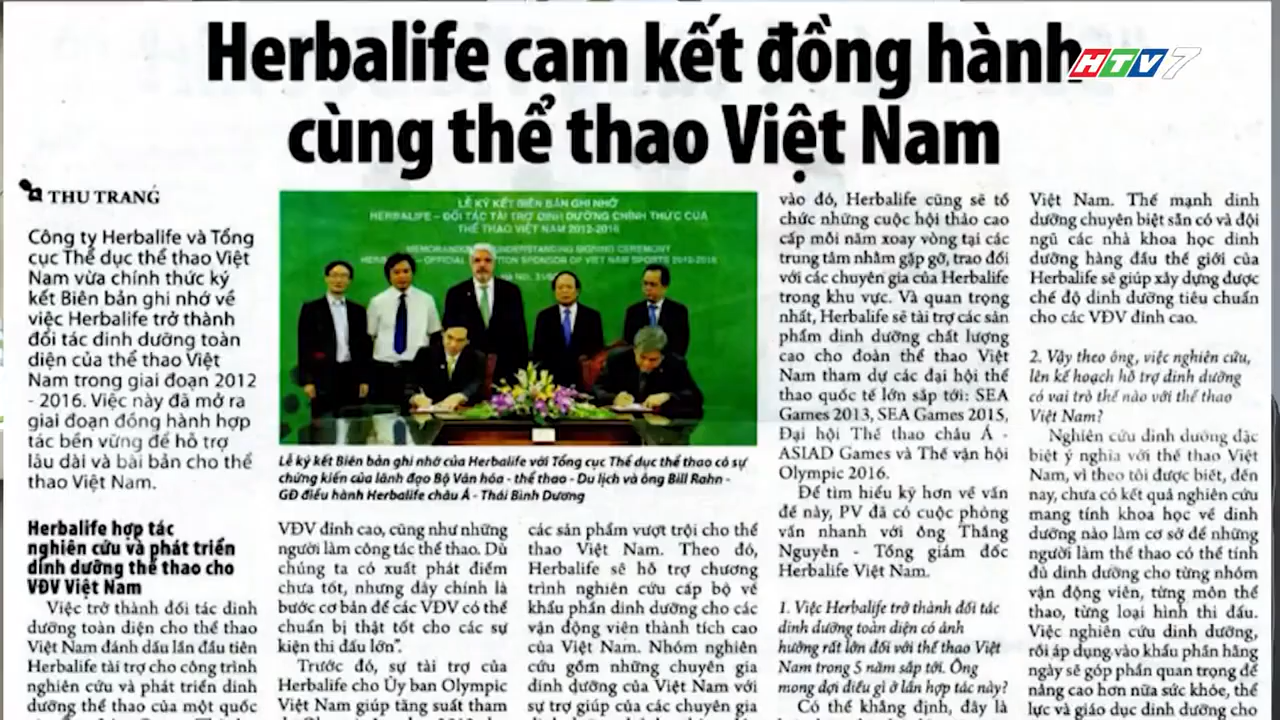 Herbalife cam kết đồng hành
cùng thể thao Việt Nam
HTV7
THU TRANG
Công ty Herbalife và Tổng
cục Thể dục thể thao Việt
Nam vừa chính thức ký
kết Biên bản ghi nhớ về
việc Herbalife trở thành
đối tác dinh dưỡng toàn
diện của thể thao Việt
Nam trong giai đoạn 2012
- 2016. Việc này đã mở ra
giai đoạn đồng hành hợp
tác bền vững để hỗ trợ
lâu dài và bài bản cho thể
thao Việt Nam.
Herbalife hợp tác
nghiên cứu và phát triển
dinh dưỡng thể thao cho
VĐV Việt Nam
Việc trở thành đối tác dinh
dưỡng toàn diện cho thể thao
Việt Nam đánh dấu lần đầu tiên
Herbalife tài trợ cho công trình
nghiên cứu và phát triển dinh
dưỡng thể thao của một quốc
LỄ KÝ KẾT BIÊN BẢN GHI NHỚ
HERBALIFE – ĐỐI TÁC TÀI TRỢ DINH DƯỠNG CHÍNH THỨC CỦA
THỂ THAO VIỆT NAM 2012-2016
UNDERSTANDING SIGNING CEREMONY
SPONSOR OF VIET NAM SPORTS 2012-2016
Lễ ký kết Biên bản ghi nhớ của Herbalife với Tổng cục Thể dục thể thao có sự
chứng kiến của lãnh đạo Bộ Văn hóa - thể thao - Du lịch và ông Bill Rahn -
GĐ điều hành Herbalife châu Á - Thái Bình Dương
VĐV đỉnh cao, cũng như những
người làm công tác thể thao. Dù
chúng ta có xuất phát điểm
chưa tốt, nhưng đây chính là
bước cơ bản để các VĐV có thể
chuẩn bị thật tốt cho các sự
kiện thi đấu lớn".
Trước đó, sự tài trợ của
Herbalife cho Ủy ban Olympic
Việt Nam giúp tăng suất tham
các sản phẩm vượt trội cho thể
thao Việt Nam. Theo đó,
Herbalife sẽ hỗ trợ chương
trình nghiên cứu cấp bộ về
khẩu phần dinh dưỡng cho các
vận động viên thành tích cao
của Việt Nam. Nhóm nghiên
cứu gồm những chuyên gia
dinh dưỡng của Việt Nam với
sự trợ giúp của các chuyên gia
vào đó, Herbalife cũng sẽ tổ
chức những cuộc hội thảo cao
cấp mỗi năm xoay vòng tại các
trung tâm nhằm gặp gỡ, trao đổi
với các chuyên gia của Herbalife
trong khu vực. Và quan trọng
nhất, Herbalife sẽ tài trợ các sản
phẩm dinh dưỡng chất lượng
cao cho đoàn thể thao Việt
Nam tham dự các đại hội thể
thao quốc tế lớn sắp tới: SEA
Games 2013, SEA Games 2015,
Đại hội Thể thao châu Á -
ASIAD Games và Thế vận hội
Olympic 2016.
Để tìm hiểu kỹ hơn về vấn
đề này, PV đã có cuộc phỏng
vấn nhanh với ông Thắng
Nguyên - Tổng giám đốc
Herbalife Việt Nam.
1. Việc Herbalife trở thành đối tác
dinh dưỡng toàn diện có ảnh
hưởng rất lớn đối với thể thao Việt
Nam trong 5 năm sắp tới. Ông
mong đợi điều gì ở lần hợp tác này?
Có thể khẳng định, đây là
Việt Nam. Thế mạnh dinh
dưỡng chuyên biệt sẵn có và đội
ngũ các nhà khoa học dinh
dưỡng hàng đầu thế giới của
Herbalife sẽ giúp xây dựng được
chế độ dinh dưỡng tiêu chuẩn
cho các VĐV đỉnh cao.
2. Vậy theo ông, việc nghiên cứu,
lên kế hoạch hỗ trợ dinh dưỡng
có vai trò thế nào với thể thao
Việt Nam?
Nghiên cứu dinh dưỡng đặc
biệt ý nghĩa với thể thao Việt
Nam, vì theo tôi được biết, đến
nay, chưa có kết quả nghiên cứu
mang tính khoa học về dinh
dưỡng nào làm cơ sở để những
người làm thể thao có thể tính
đủ dinh dưỡng cho từng nhóm
vận động viên, từng môn thể
thao, từng loại hình thi đấu.
Việc nghiên cứu dinh dưỡng,
rồi áp dụng vào khẩu phần hằng
ngày sẽ góp phần quan trọng để
nâng cao hơn nữa sức khỏe, thể
lực và giáo dục dinh dưỡng cho